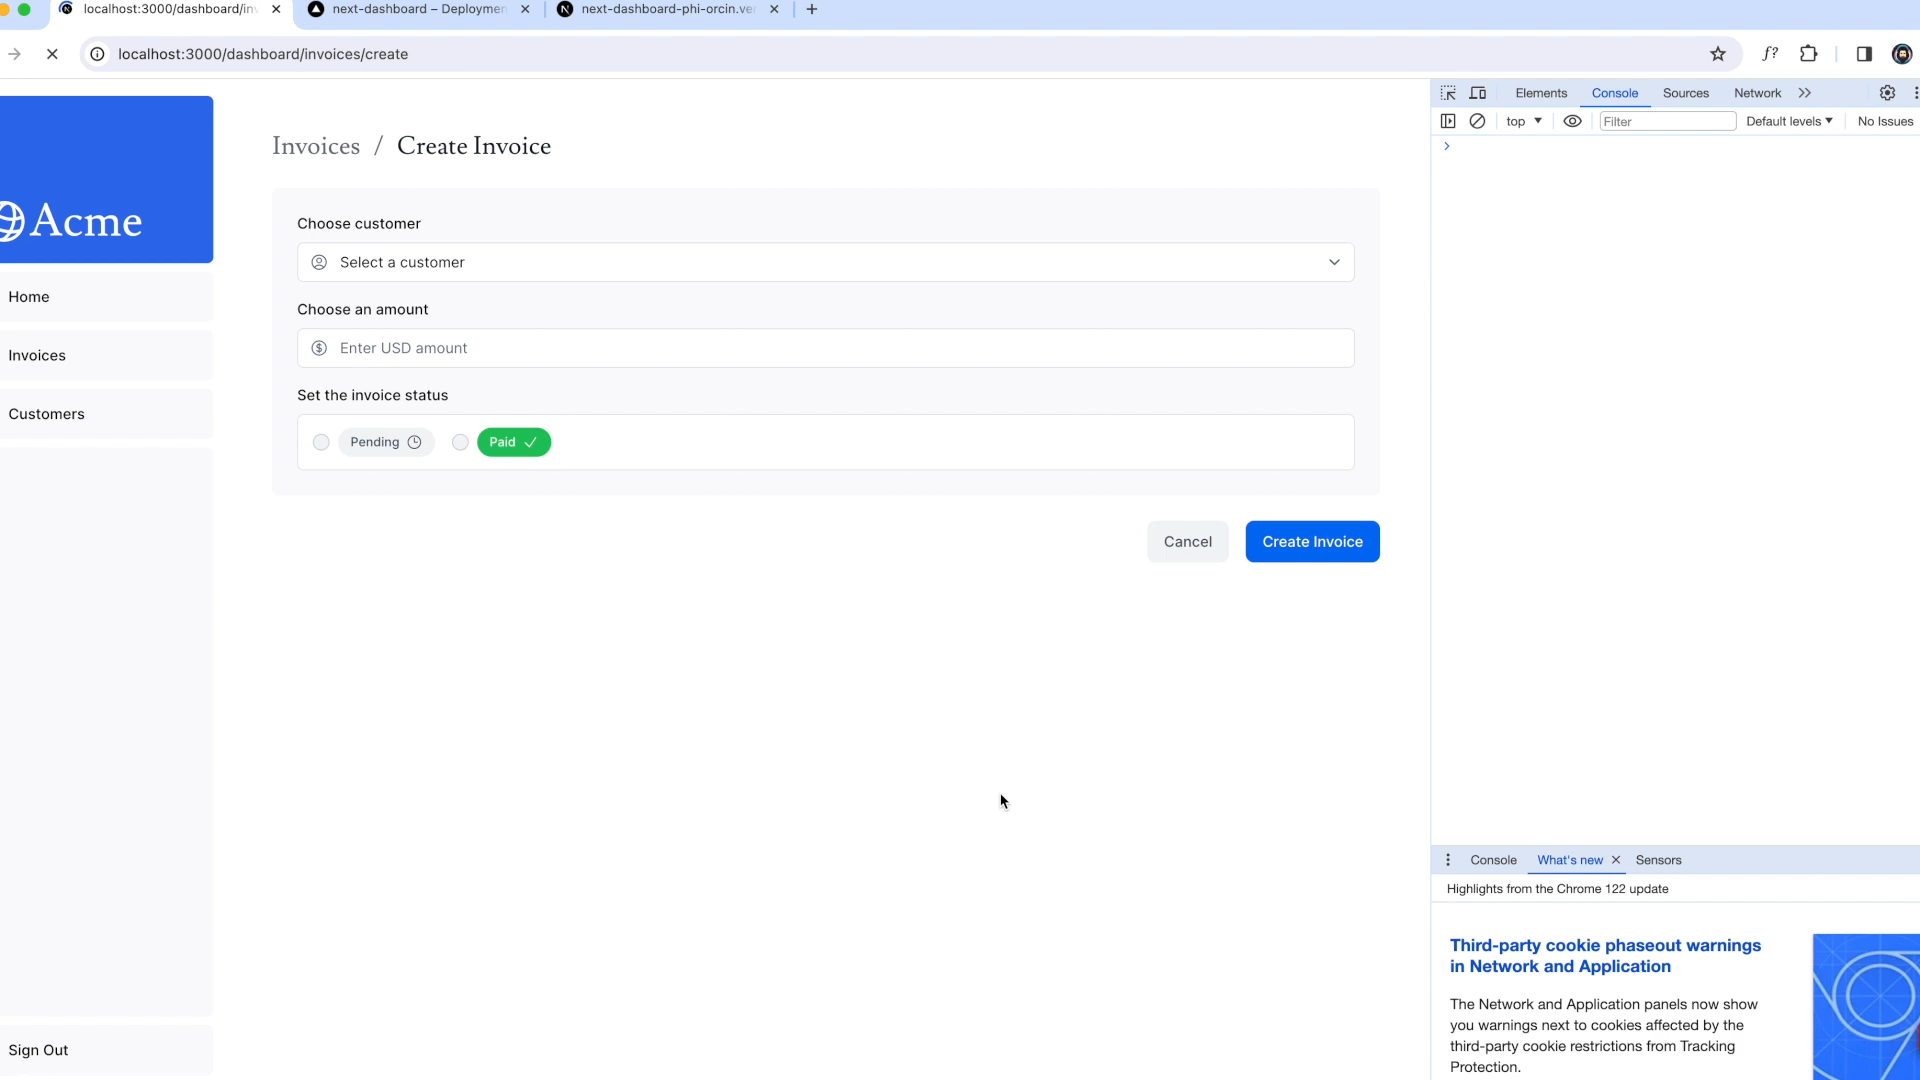 localhost:3000/dashboard/inv
next-dashboard – Deploymen
next-dashboard-phi-orcin.ve
localhost:3000/dashboard/invoices/create
f?
Acme
Home
Invoices
Customers
Sign Out
Invoices / Create Invoice
Choose customer
Select a customer
Choose an amount
$ Enter USD amount
Set the invoice status
Pending
Paid
Cancel
Create Invoice
Elements Console Sources Network
top Filter Default levels No Issues
Console What's new Sensors
Highlights from the Chrome 122 update
Third-party cookie phaseout warnings
in Network and Application
The Network and Application panels now show
you warnings next to cookies affected by the
third-party cookie restrictions from Tracking
Protection.